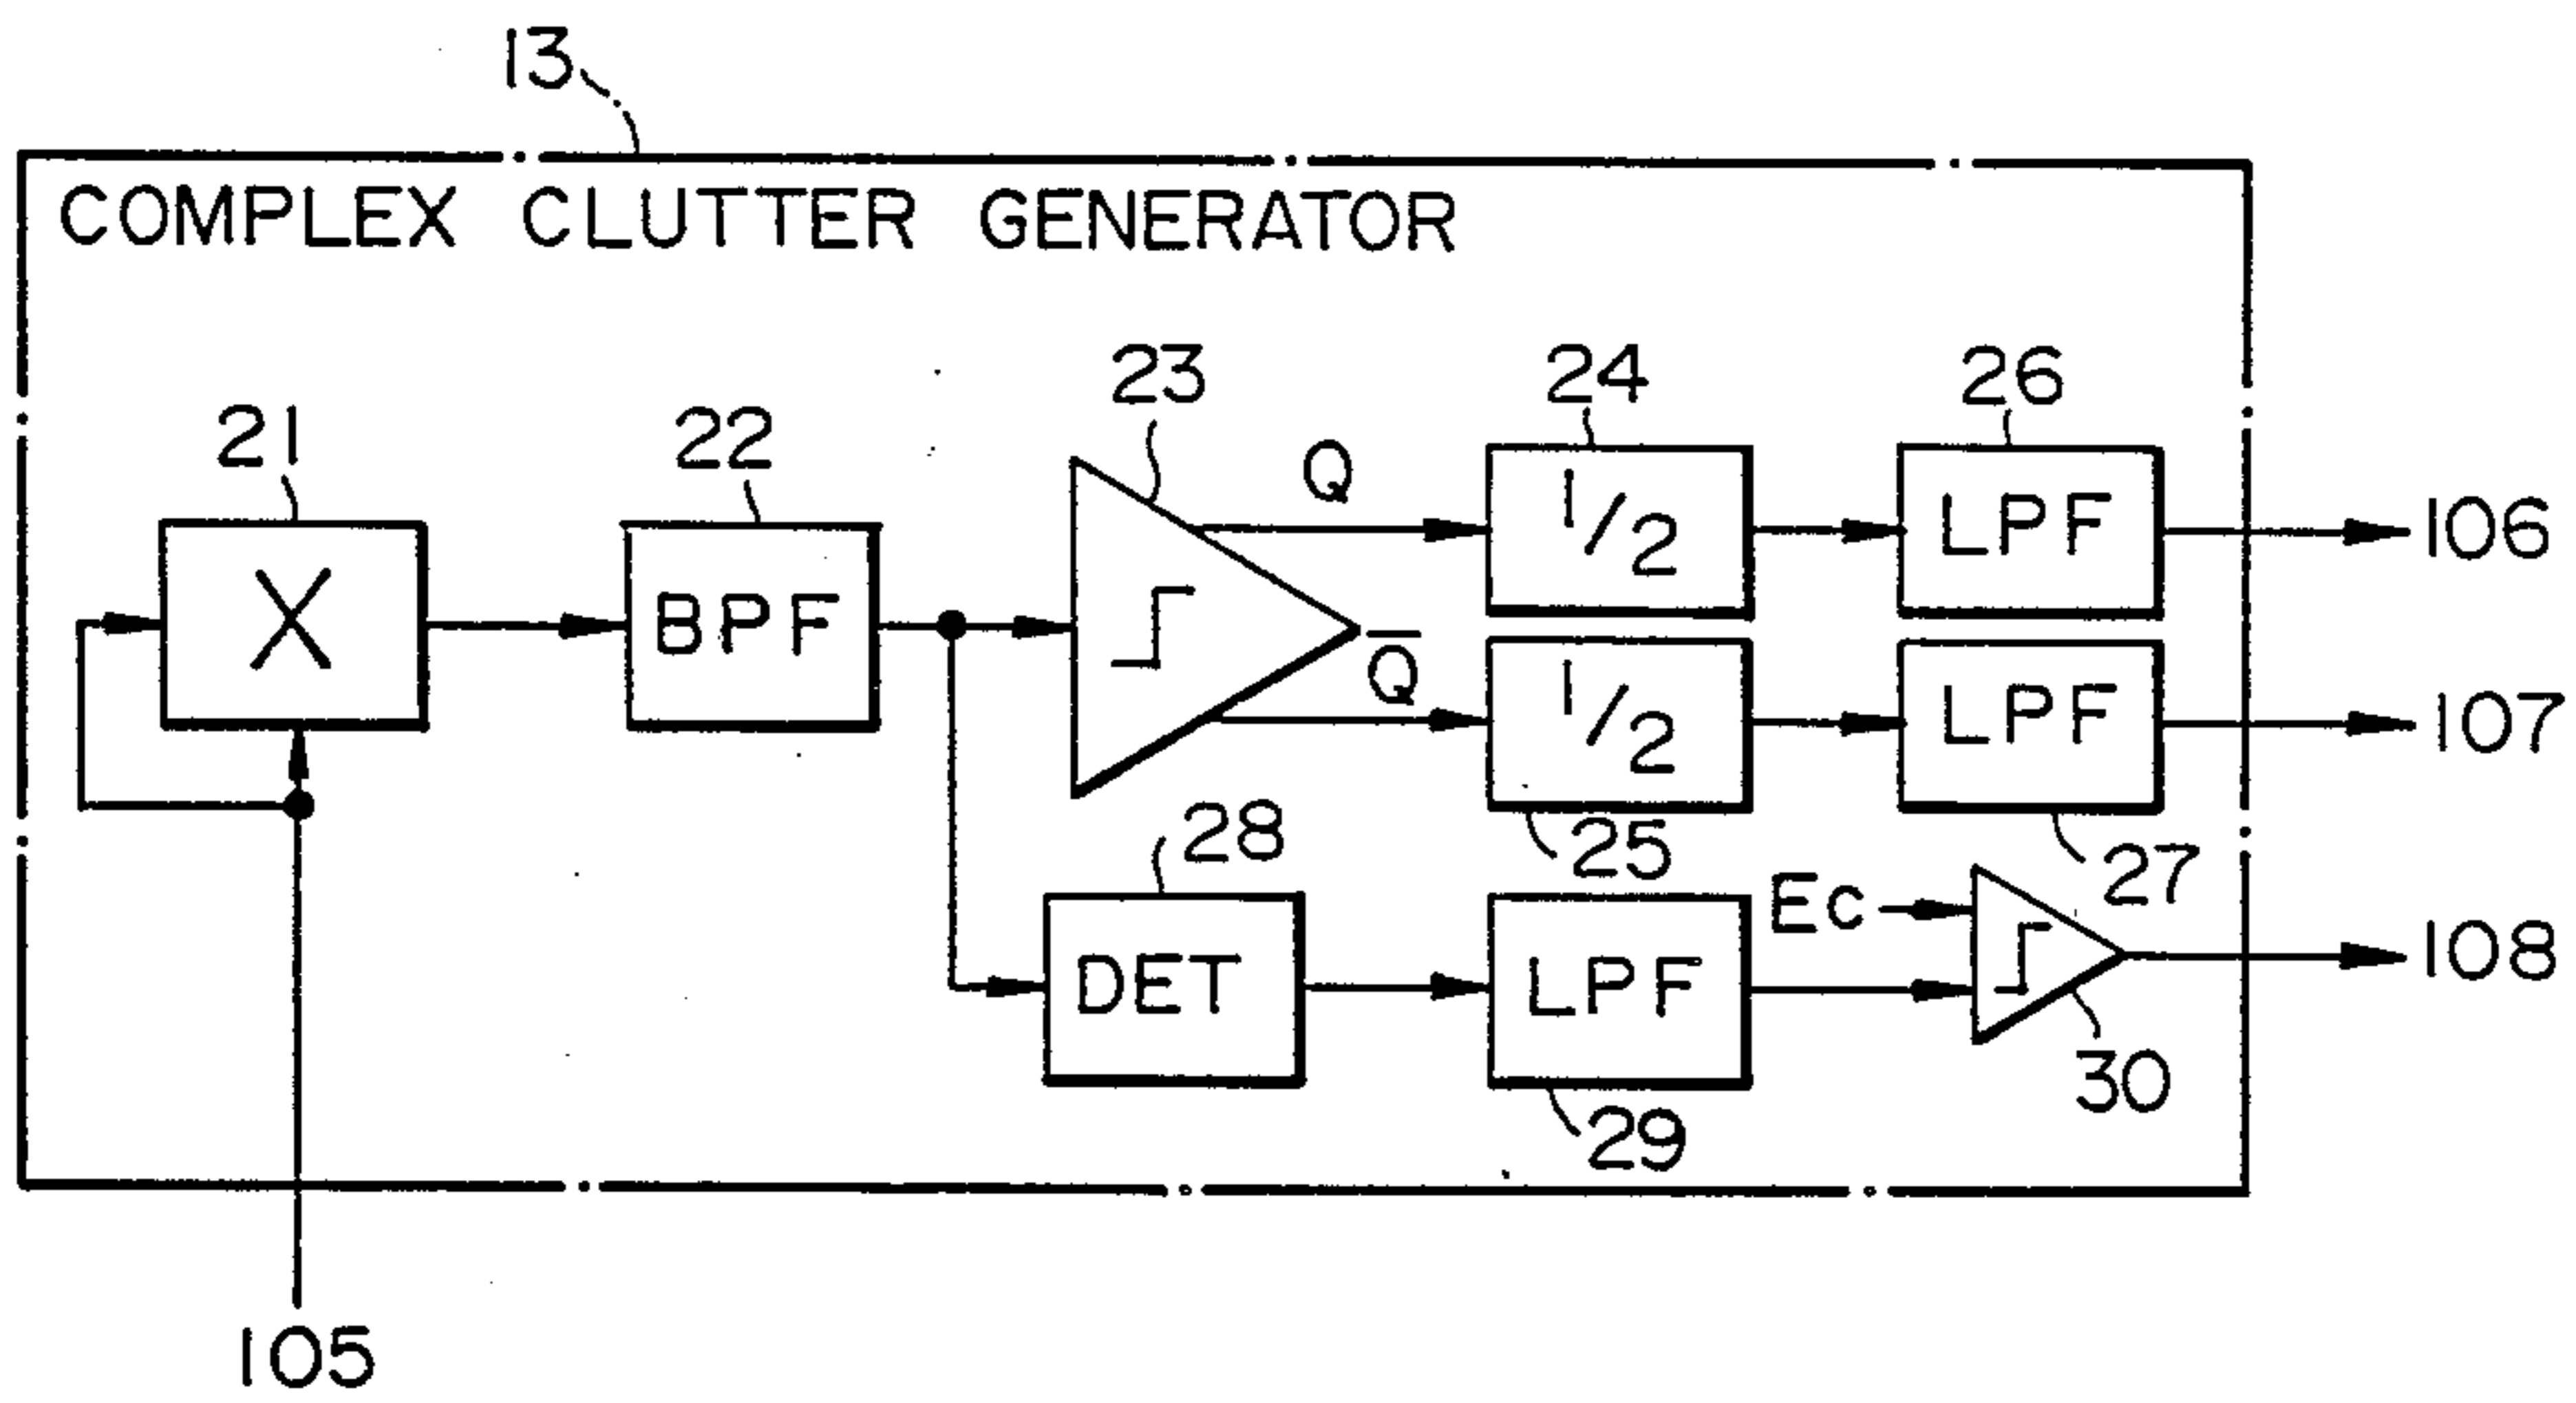 13
COMPLEX CLUTTER GENERATOR
21
22
23
24
26
Q
X
BPF
1/2
LPF
106
Q̅
1/2
LPF
107
28
25
27
Ec
DET
LPF
108
29
30
105